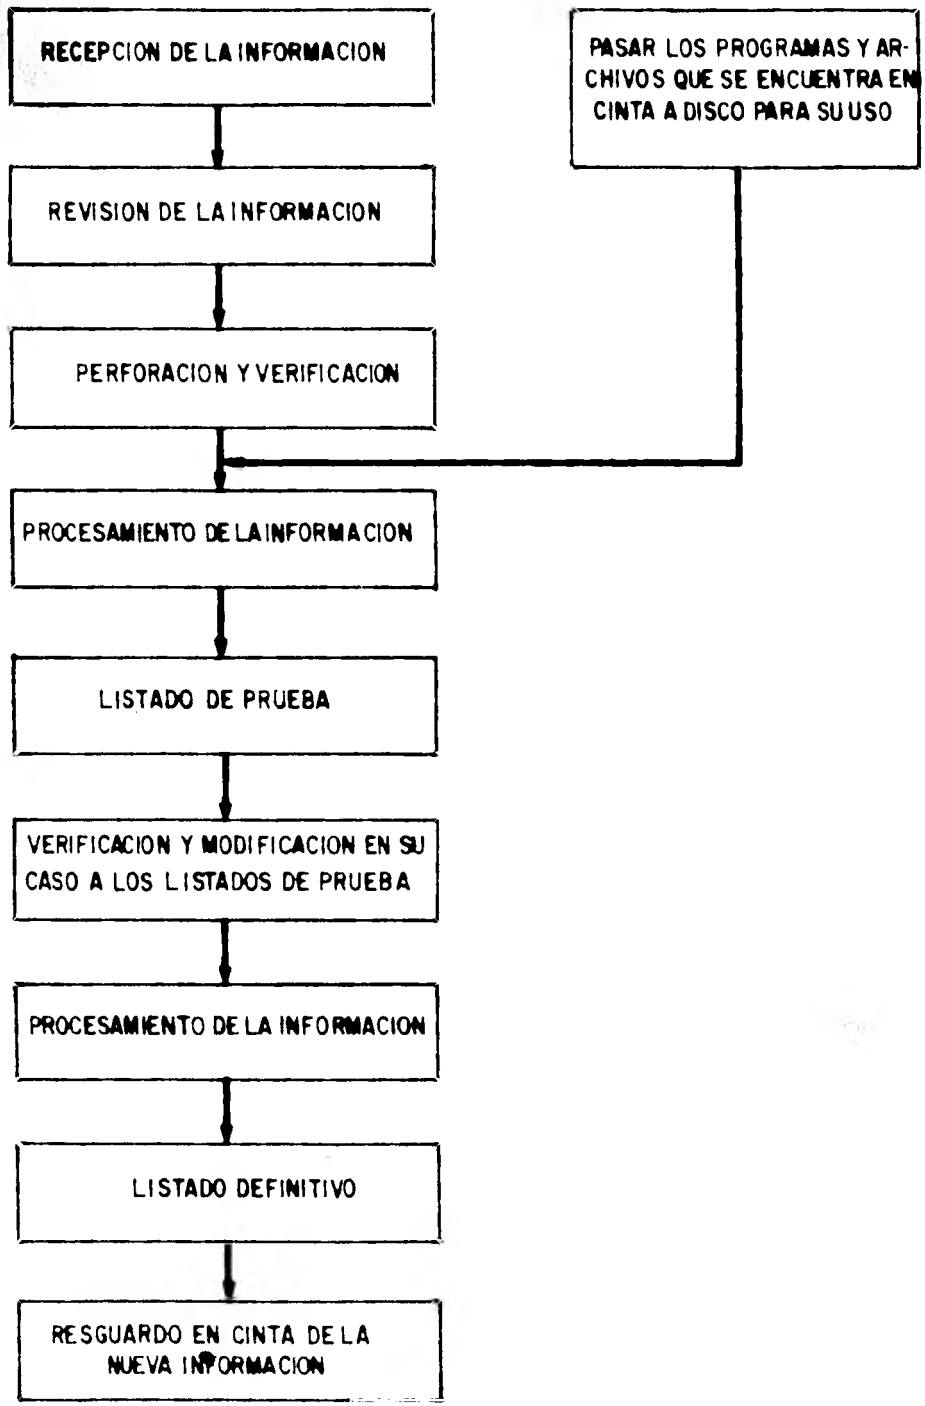 RECEPCION DE LA INFORMACION
PASAR LOS PROGRAMAS Y AR-
CHIVOS QUE SE ENCUENTRA EN
CINTA A DISCO PARA SU USO
REVISION DE LA INFORMACION
PERFORACION Y VERIFICACION
PROCESAMIENTO DE LA INFORMACION
LISTADO DE PRUEBA
VERIFICACION Y MODIFICACION EN SU
CASO A LOS LISTADOS DE PRUEBA
PROCESAMIENTO DE LA INFORMACION
LISTADO DEFINITIVO
RESGUARDO EN CINTA DE LA
NUEVA INFORMACION